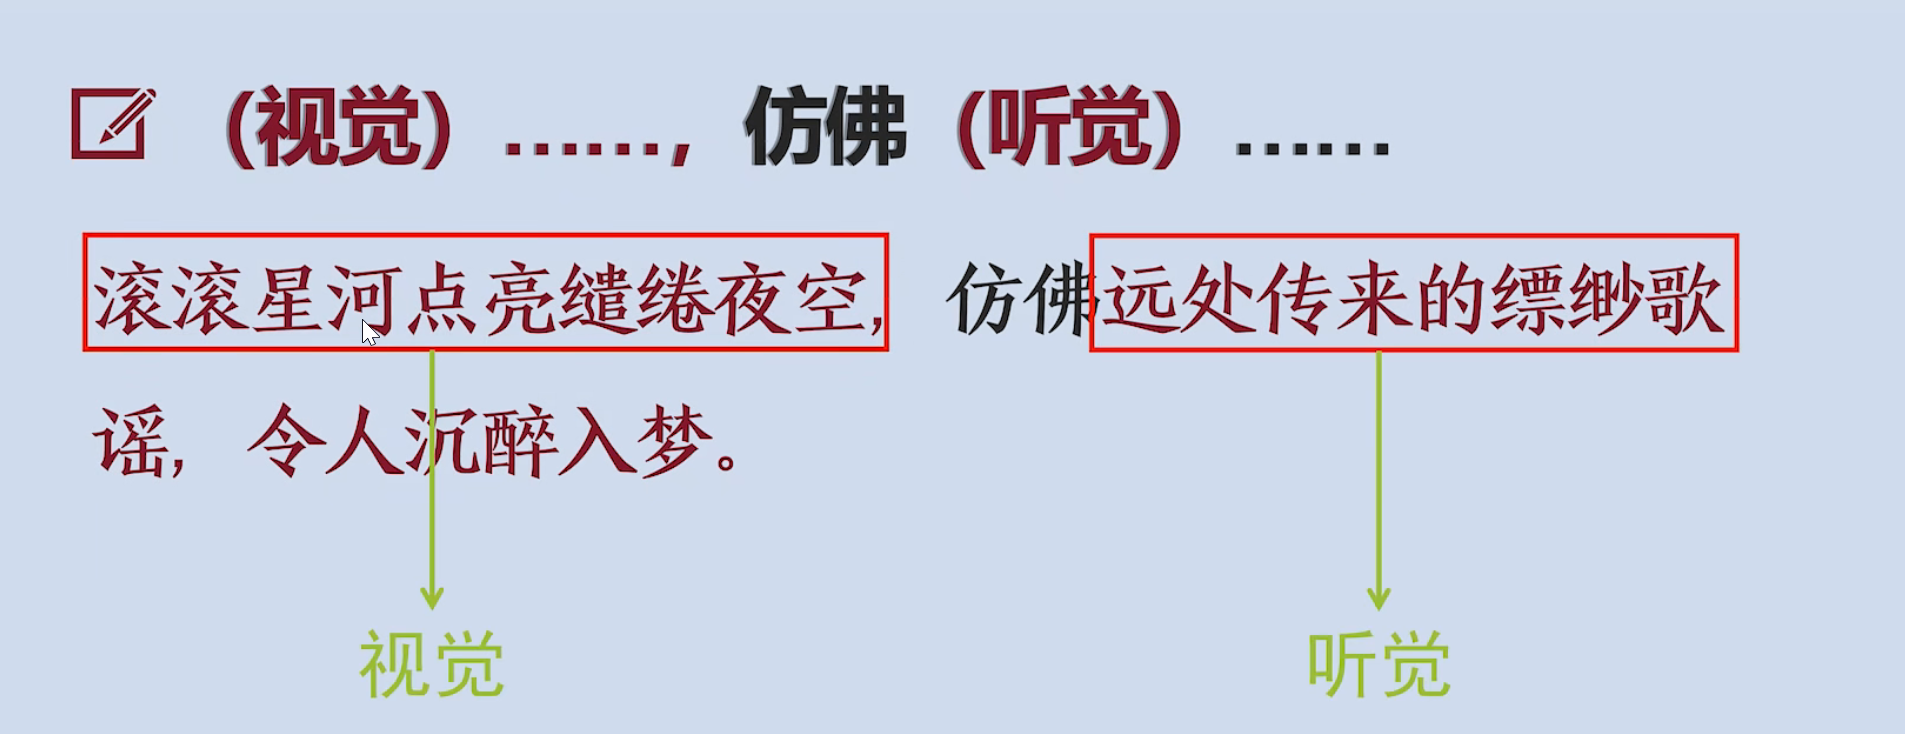 （视觉）……，仿佛（听觉）……
滚滚星河点亮缱绻夜空，仿佛远处传来的缥缈歌
谣，令人沉醉入梦。
视觉
听觉